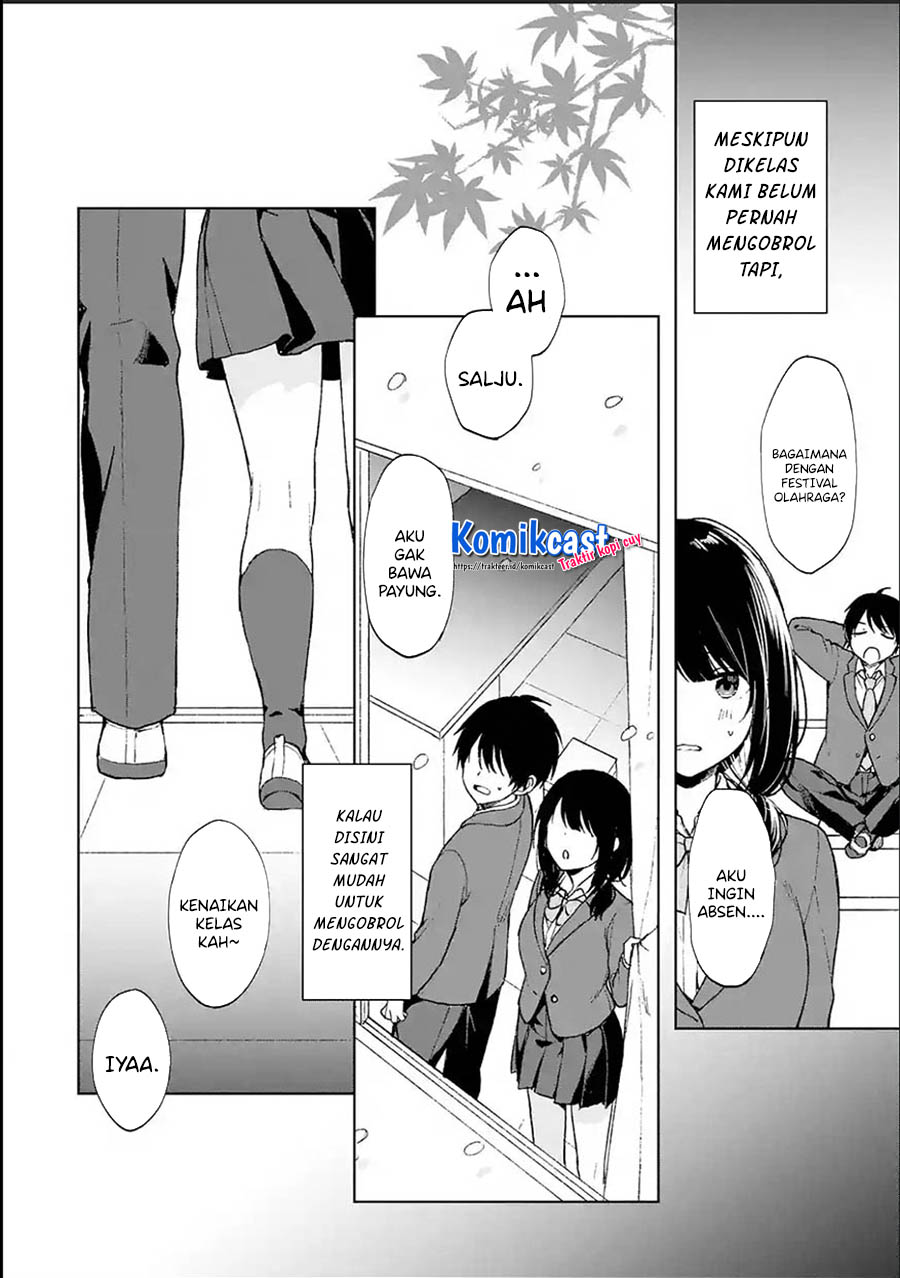 MESKIPUN
DIKELAS
KAMI BELUM
PERNAH
MENGOBROL
TAPI,
BAGAIMANA
DENGAN
FESTIVAL
OLAHRAGA?
AKU
INGIN
ABSEN....
...
AH
SALJU.
AKU
GAK
BAWA
PAYUNG.
Komikcast
https://trakteer.id/komikcast
Traktir kopi cuy
KALAU
DISINI
SANGAT
MUDAH
UNTUK
MENGOBROL
DENGANNYA.
KENAIKAN
KELAS
KAH~
IYAA.